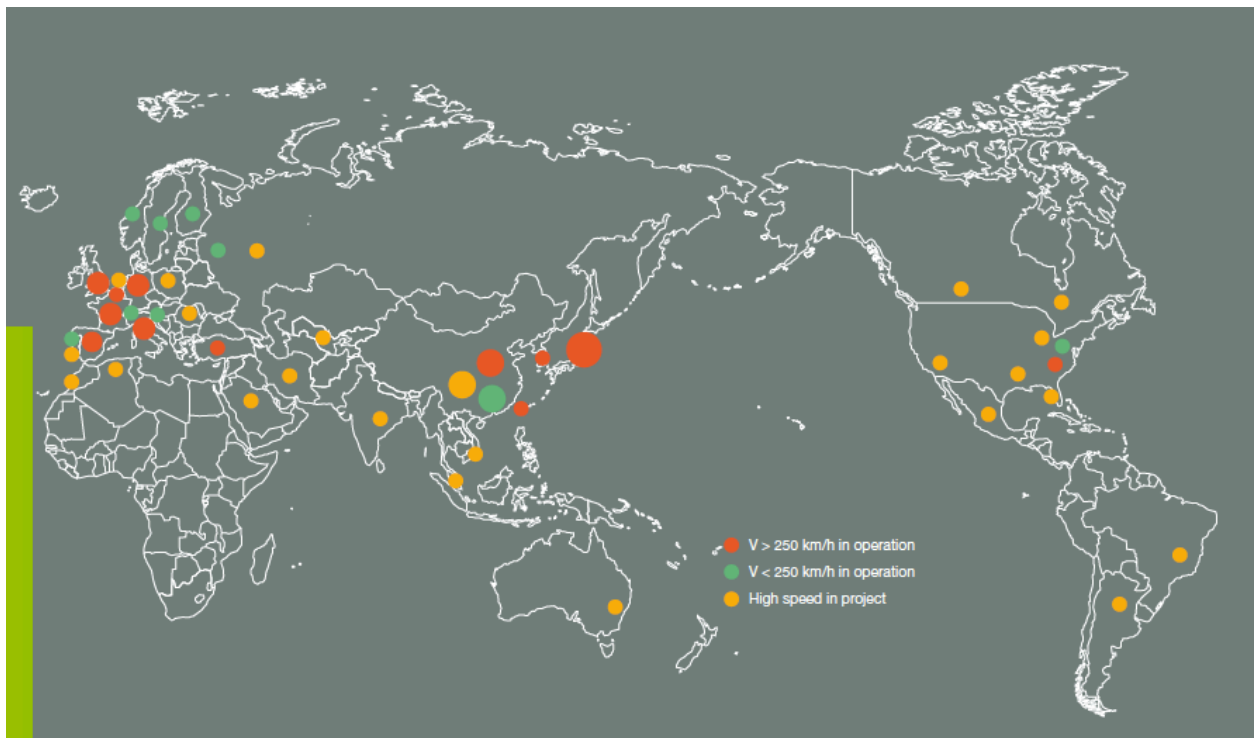 V > 250 km/h in operation
V < 250 km/h in operation
High speed in project